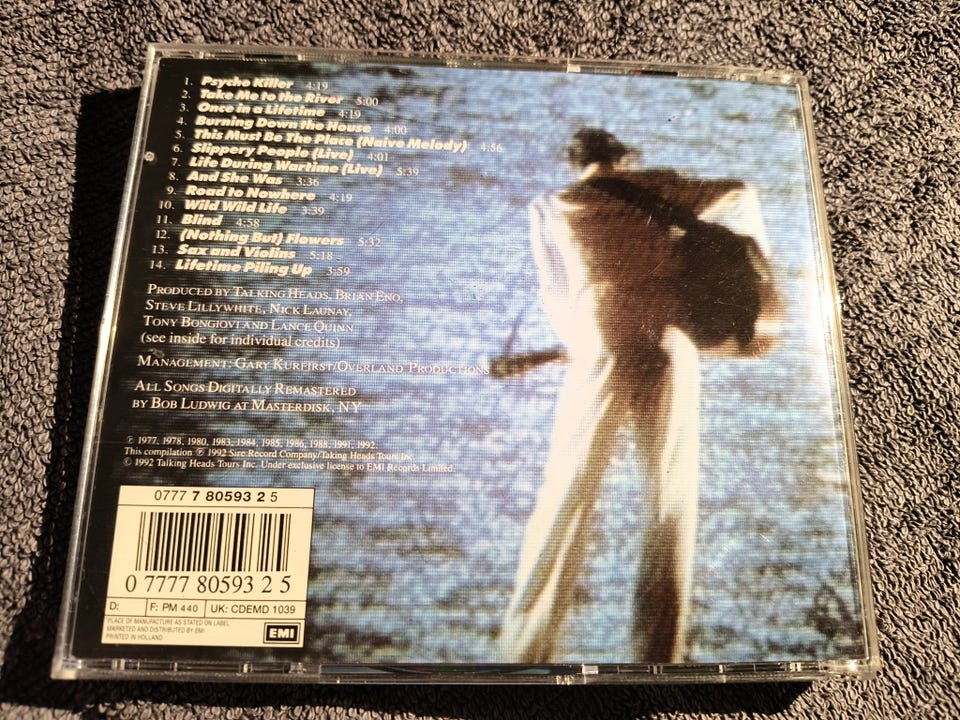 1. Psycho Killer 4:19
2. Take Me to the River 5:00
3. Once in a Lifetime 4:19
4. Burning Down the House 4:00
5. This Must Be The Place (Naive Melody) 4:56
6. Slippery People (Live) 4:01
7. Life During Wartime (Live) 5:39
8. And She Was 3:36
9. Road to Nowhere 4:19
10. Wild Wild Life 3:39
11. Blind 4:58
12. (Nothing But) Flowers 5:32
13. Sax and Violins 5:18
14. Lifetime Piling Up 3:59
Produced by Talking Heads, Brian Eno,
Steve Lillywhite, Nick Launay,
Tony Bongiovi and Lance Quinn
(see inside for individual credits)
Management: Gary Kurfirst/Overland Productions
All Songs Digitally Remastered
by Bob Ludwig at Masterdisk, NY
℗ 1977, 1978, 1980, 1983, 1984, 1985, 1986, 1988, 1991, 1992.
This compilation ℗ 1992 Sire Record Company/Talking Heads Tours Inc.
© 1992 Talking Heads Tours Inc. Under exclusive license to EMI Records Limited.
0777 7 80593 2 5
0 7777 80593 2 5
D: F: PM 440 UK: CDEMD 1039
PLACE OF MANUFACTURE AS STATED ON LABEL
MARKETED AND DISTRIBUTED BY EMI
PRINTED IN HOLLAND
EMI